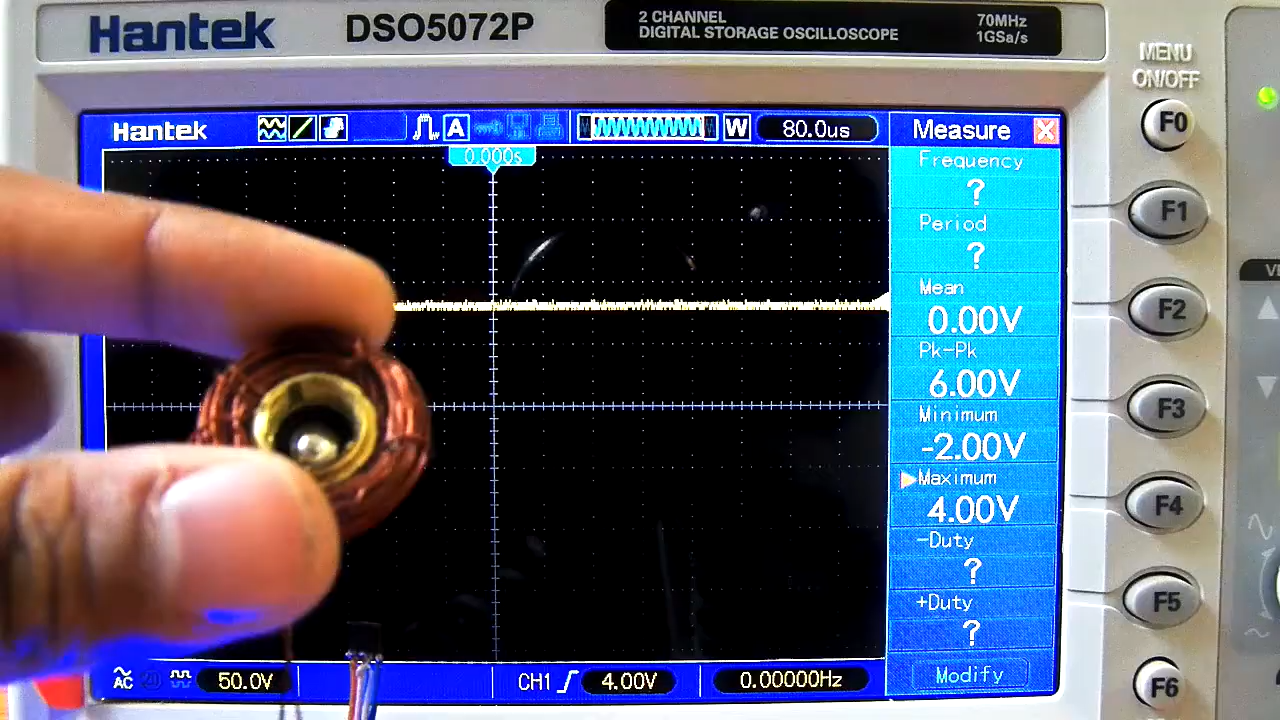 Hantek DSO5072P
2 CHANNEL
DIGITAL STORAGE OSCILLOSCOPE
70MHz
1GSa/s
MENU
ON/OFF
F0
F1
F2
F3
F4
F5
F6
Hantek
A
W
80.0us
0.000s
Measure
Frequency
?
Period
?
Mean
0.00V
Pk-Pk
6.00V
Minimum
-2.00V
Maximum
4.00V
-Duty
?
+Duty
?
Modify
AC
50.0V
CH1
4.00V
0.00000Hz